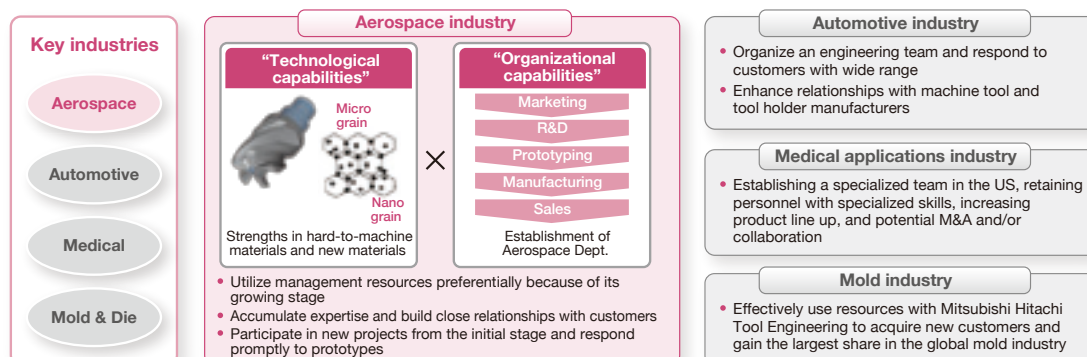 Key industries
Aerospace
Automotive
Medical
Mold & Die
Aerospace industry
“Technological
capabilities”
Micro
grain
Nano
grain
Strengths in hard-to-machine
materials and new materials
×
“Organizational
capabilities”
Marketing
R&D
Prototyping
Manufacturing
Sales
Establishment of
Aerospace Dept.
• Utilize management resources preferentially because of its
growing stage
• Accumulate expertise and build close relationships with customers
• Participate in new projects from the initial stage and respond
promptly to prototypes
Automotive industry
• Organize an engineering team and respond to
customers with wide range
• Enhance relationships with machine tool and
tool holder manufacturers
Medical applications industry
• Establishing a specialized team in the US, retaining
personnel with specialized skills, increasing
product line up, and potential M&A and/or
collaboration
Mold industry
• Effectively use resources with Mitsubishi Hitachi
Tool Engineering to acquire new customers and
gain the largest share in the global mold industry